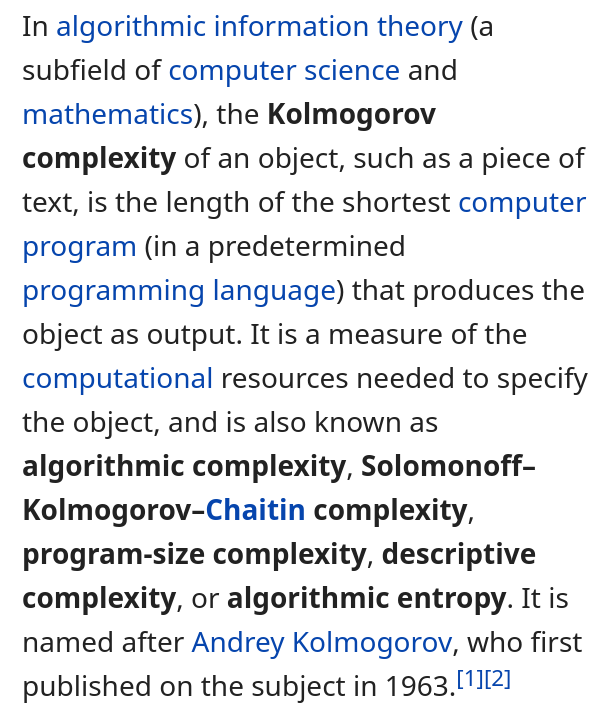 In algorithmic information theory (a
subfield of computer science and
mathematics), the Kolmogorov
complexity of an object, such as a piece of
text, is the length of the shortest computer
program (in a predetermined
programming language) that produces the
object as output. It is a measure of the
computational resources needed to specify
the object, and is also known as
algorithmic complexity, Solomonoff–
Kolmogorov–Chaitin complexity,
program-size complexity, descriptive
complexity, or algorithmic entropy. It is
named after Andrey Kolmogorov, who first
published on the subject in 1963.[1][2]